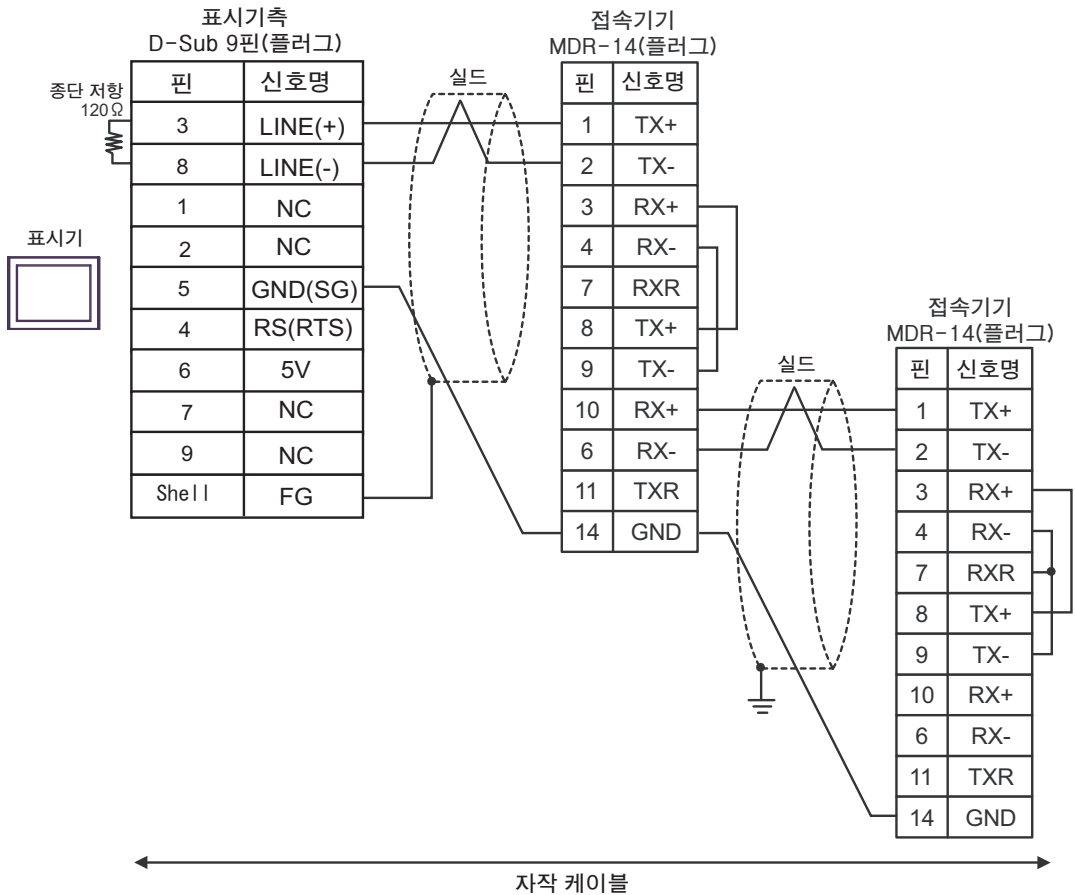 표시기측
D-Sub 9핀(플러그)
종단 저항
120Ω
핀 신호명
3 LINE(+)
8 LINE(-)
1 NC
2 NC
5 GND(SG)
4 RS(RTS)
6 5V
7 NC
9 NC
Shell FG
표시기
실드
접속기기
MDR-14(플러그)
핀 신호명
1 TX+
2 TX-
3 RX+
4 RX-
7 RXR
8 TX+
9 TX-
10 RX+
6 RX-
11 TXR
14 GND
실드
접속기기
MDR-14(플러그)
핀 신호명
1 TX+
2 TX-
3 RX+
4 RX-
7 RXR
8 TX+
9 TX-
10 RX+
6 RX-
11 TXR
14 GND
자작 케이블